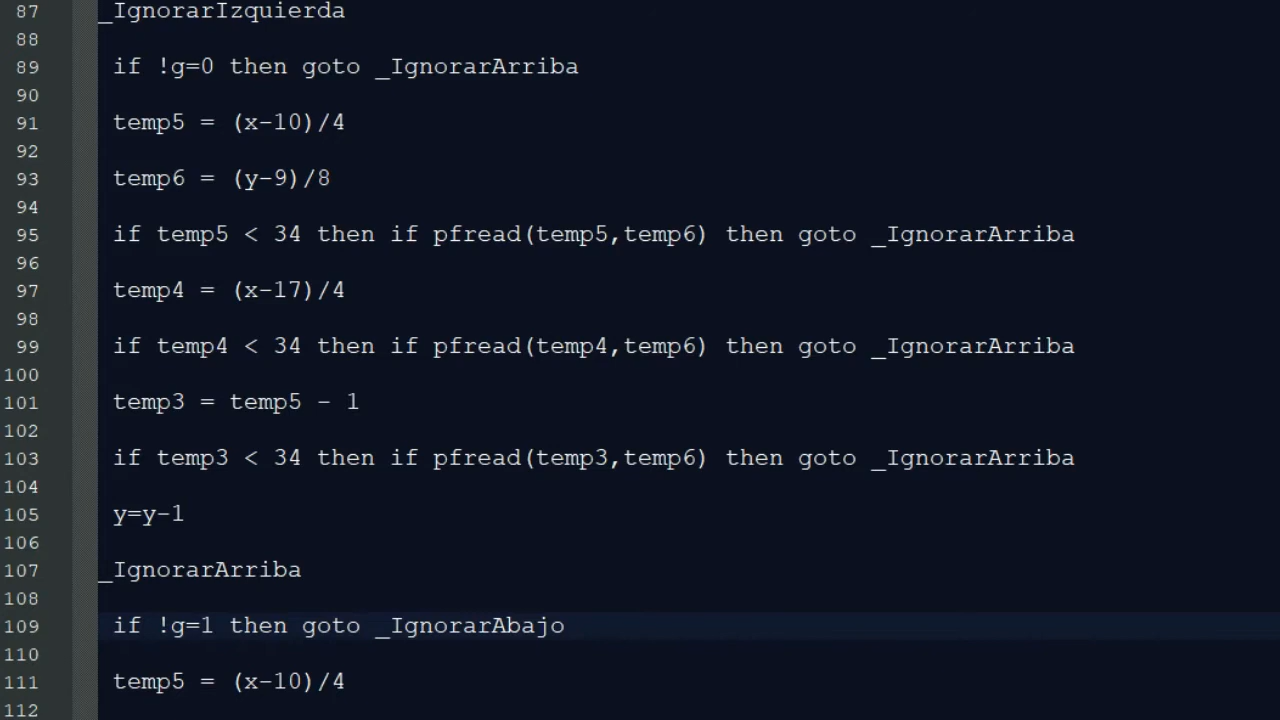 87 _IgnorarIzquierda
88
89 if !g=0 then goto _IgnorarArriba
90
91 temp5 = (x-10)/4
92
93 temp6 = (y-9)/8
94
95 if temp5 < 34 then if pfread(temp5,temp6) then goto _IgnorarArriba
96
97 temp4 = (x-17)/4
98
99 if temp4 < 34 then if pfread(temp4,temp6) then goto _IgnorarArriba
100
101 temp3 = temp5 - 1
102
103 if temp3 < 34 then if pfread(temp3,temp6) then goto _IgnorarArriba
104
105 y=y-1
106
107 _IgnorarArriba
108
109 if !g=1 then goto _IgnorarAbajo
110
111 temp5 = (x-10)/4
112